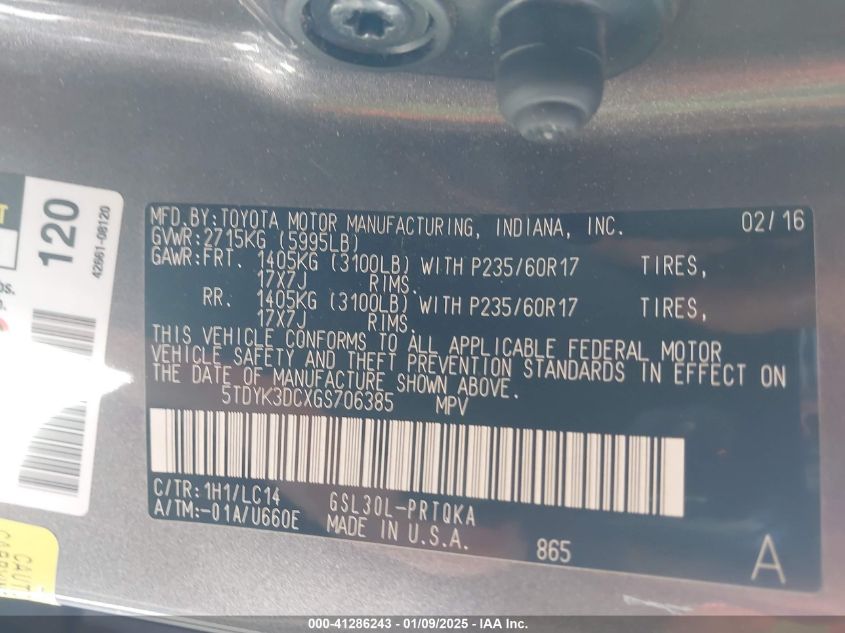 MFD.BY:TOYOTA MOTOR MANUFACTURING, INDIANA, INC. 02/16
GVWR:2715KG (5995LB)
GAWR:FRT. 1405KG (3100LB) WITH P235/60R17 TIRES,
17X7J RIMS.
RR. 1405KG (3100LB) WITH P235/60R17 TIRES,
17X7J RIMS.
THIS VEHICLE CONFORMS TO ALL APPLICABLE FEDERAL MOTOR
VEHICLE SAFETY AND THEFT PREVENTION STANDARDS IN EFFECT ON
THE DATE OF MANUFACTURE SHOWN ABOVE.
5TDYK3DCXGS706385 MPV
C/TR:1H1/LC14 GSL30L-PRTQKA
A/TM:-01A/U660E MADE IN U.S.A.
865 A
120
42661-08120
000-41286243 - 01/09/2025 - IAA Inc.